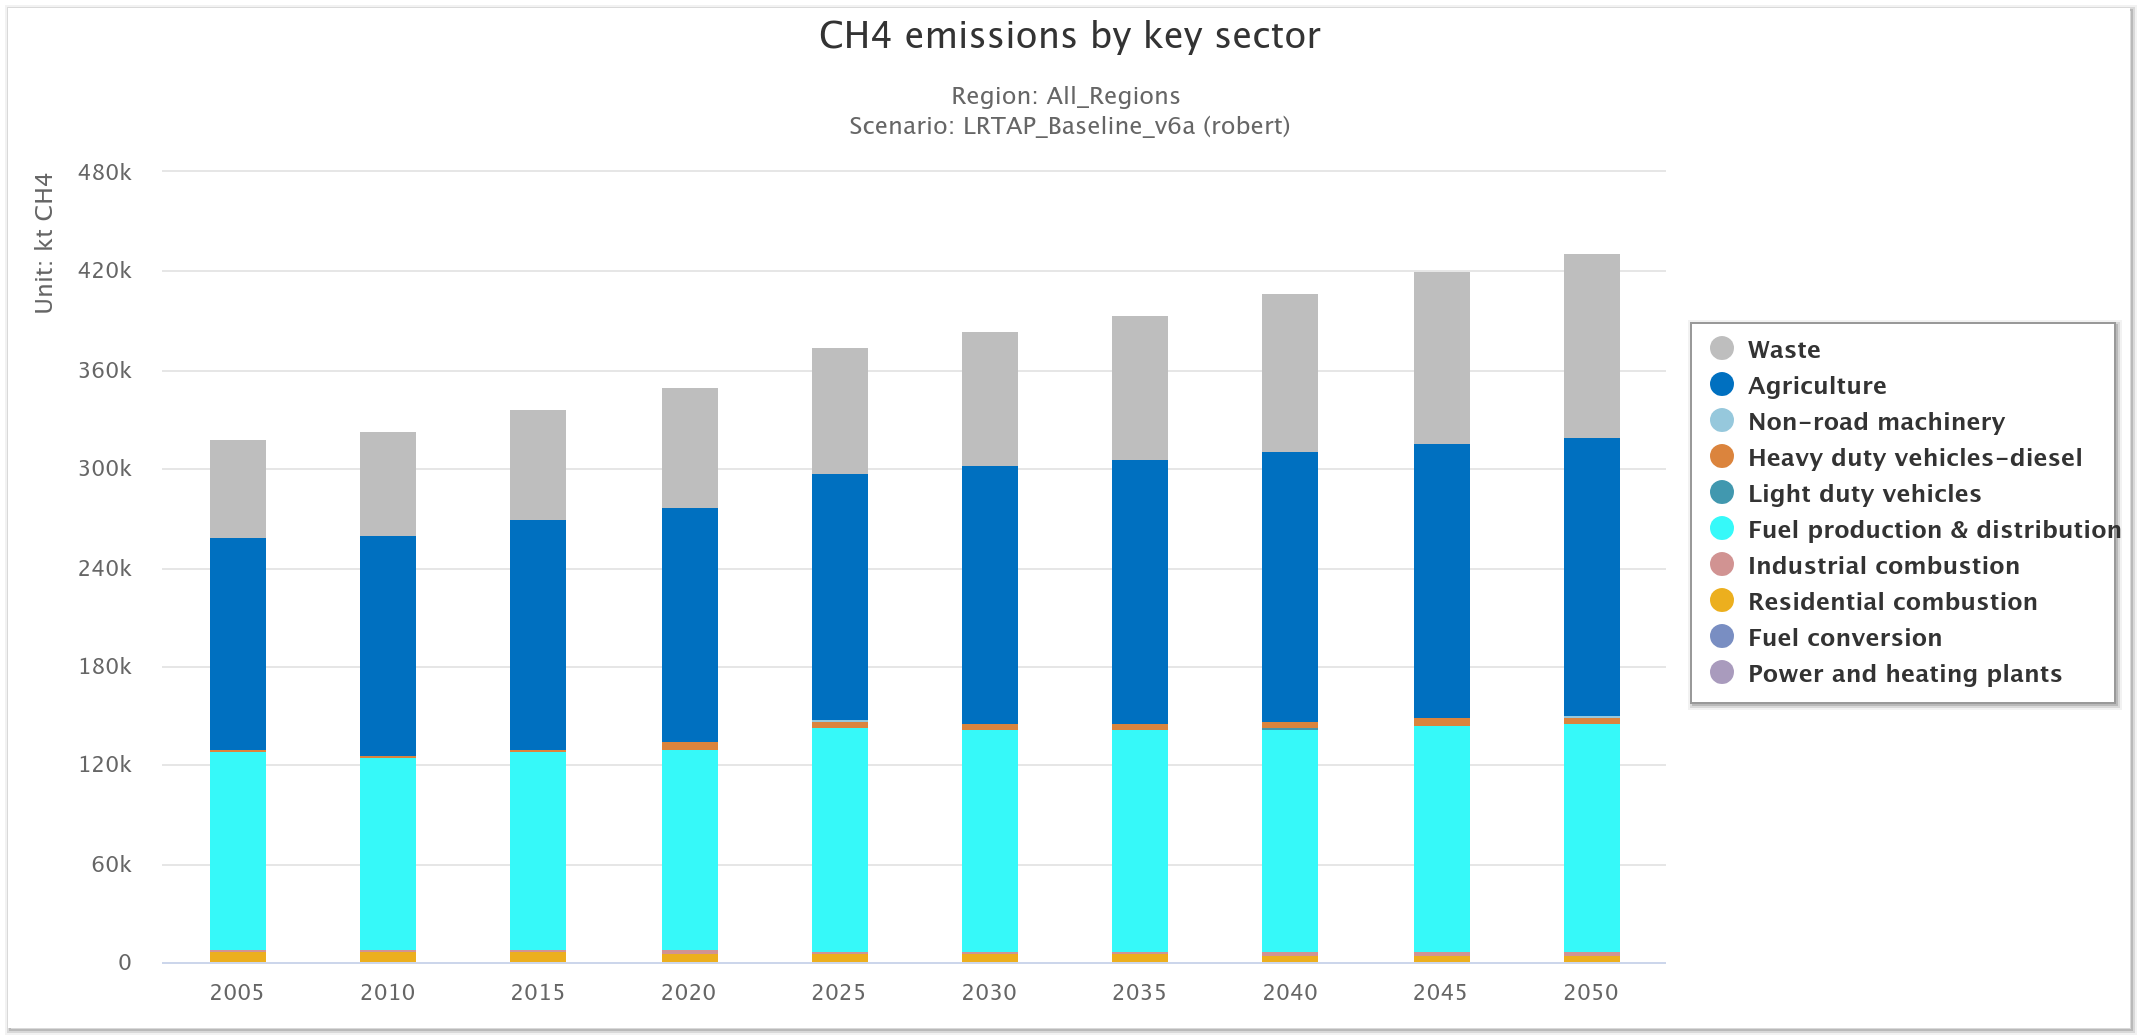 CH4 emissions by key sector
Region: All_Regions
Scenario: LRTAP_Baseline_v6a (robert)
Unit: kt CH4
480k
420k
360k
300k
240k
180k
120k
60k
0
2005 2010 2015 2020 2025 2030 2035 2040 2045 2050
Waste
Agriculture
Non-road machinery
Heavy duty vehicles-diesel
Light duty vehicles
Fuel production & distribution
Industrial combustion
Residential combustion
Fuel conversion
Power and heating plants